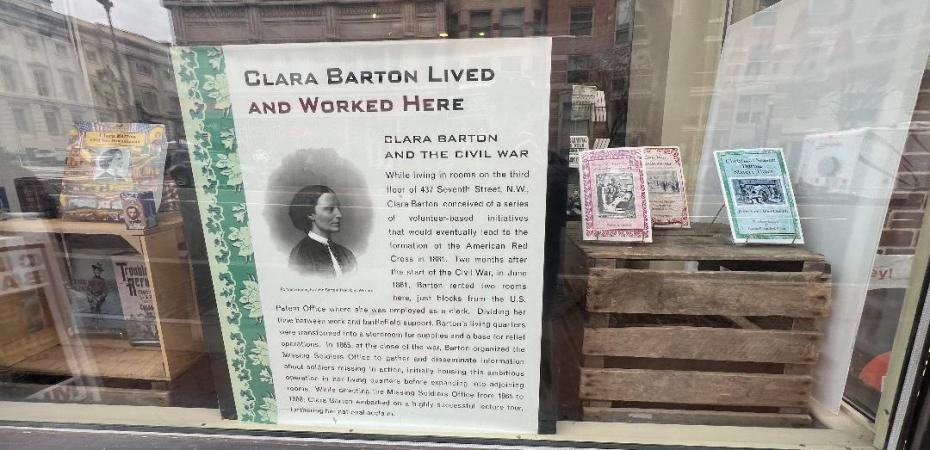 CLARA BARTON LIVED
AND WORKED HERE
CLARA BARTON
AND THE CIVIL WAR
While living in rooms on the third
floor of 437 Seventh Street, N.W.,
Clara Barton conceived of a series
of volunteer-based initiatives
that would eventually lead to the
formation of the American Red
Cross in 1881. Two months after
the start of the Civil War, in June
1861, Barton rented two rooms
here, just blocks from the U.S.
Patent Office where she was employed as a clerk. Dividing her
time between work and battlefield support, Barton's living quarters
were transformed into a storeroom for supplies and a base for relief
operations. In 1865, at the close of the war, Barton organized the
Missing Soldiers Office to gather and disseminate information
about soldiers missing in action, initially housing this ambitious
operation in her living quarters before expanding into adjoining
rooms. While directing the Missing Soldiers Office from 1865 to
1868, Clara Barton embarked on a highly successful lecture tour,
furthering her national acclaim.
Clara Barton